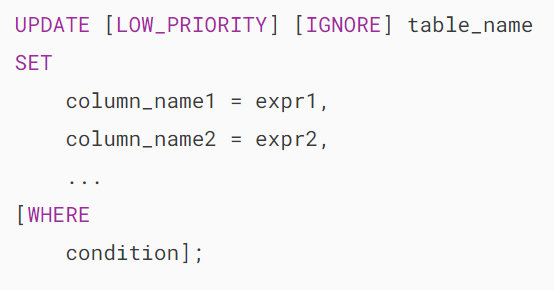 UPDATE [LOW_PRIORITY] [IGNORE] table_name
SET
    column_name1 = expr1,
    column_name2 = expr2,
    ...
[WHERE
    condition];